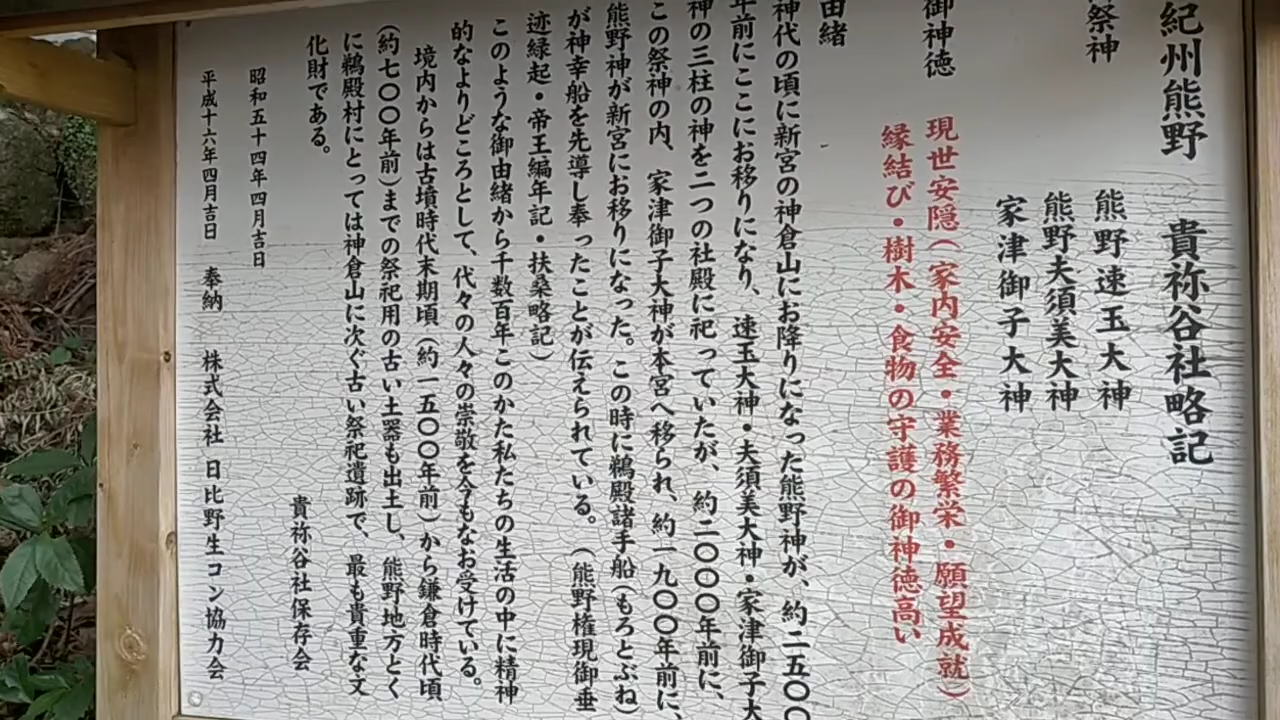 紀州熊野 貴祢谷社略記
祭神
熊野速玉大神
熊野夫須美大神
家津御子大神
御神徳 現世安隠（家内安全・業務繁栄・願望成就）
縁結び・樹木・食物の守護の御神徳高い
由緒
神代の頃に新宮の神倉山にお降りになった熊野神が、約二五〇〇
年前にここにお移りになり、速玉大神・夫須美大神・家津御子大
神の三柱の神を二つの社殿に祀っていたが、約二〇〇〇年前に、
この祭神の内、家津御子大神が本宮へ移られ、約一九〇〇年前に、
熊野神が新宮にお移りになった。この時に鵜殿諸手船（もろとぶね）
が神幸船を先導し奉ったことが伝えられている。（熊野権現御垂
迹縁起・帝王編年記・扶桑略記）
このような御由緒から千数百年このかた私たちの生活の中に精神
的なよりどころとして、代々の人々の崇敬を今もなお受けている。
境内からは古墳時代末期頃（約一五〇〇年前）から鎌倉時代頃
（約七〇〇年前）までの祭祀用の古い土器も出土し、熊野地方とく
に鵜殿村にとっては神倉山に次ぐ古い祭祀遺跡で、最も貴重な文
化財である。
貴祢谷社保存会
昭和五十四年四月吉日
平成十六年四月吉日 奉納 株式会社 日比野生コン協力会